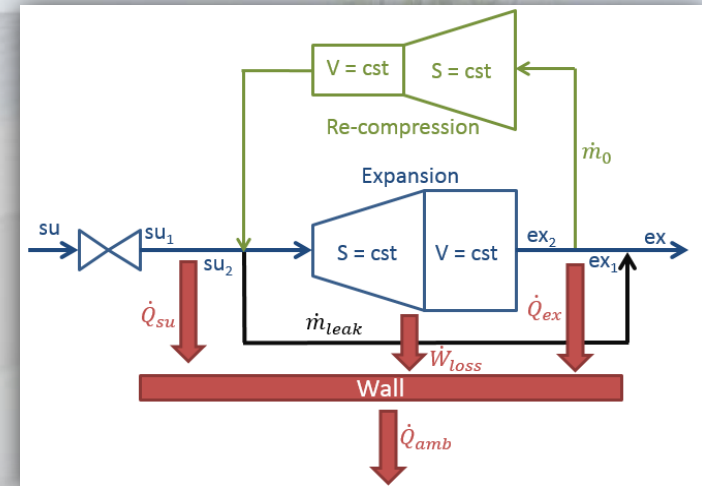 V = cst
S = cst
Re-compression
ṁ₀
Expansion
su
su₁
ex₂
ex
su₂
S = cst
V = cst
ex₁
Q̇su
ṁleak
Q̇ex
Ẇloss
Wall
Q̇amb